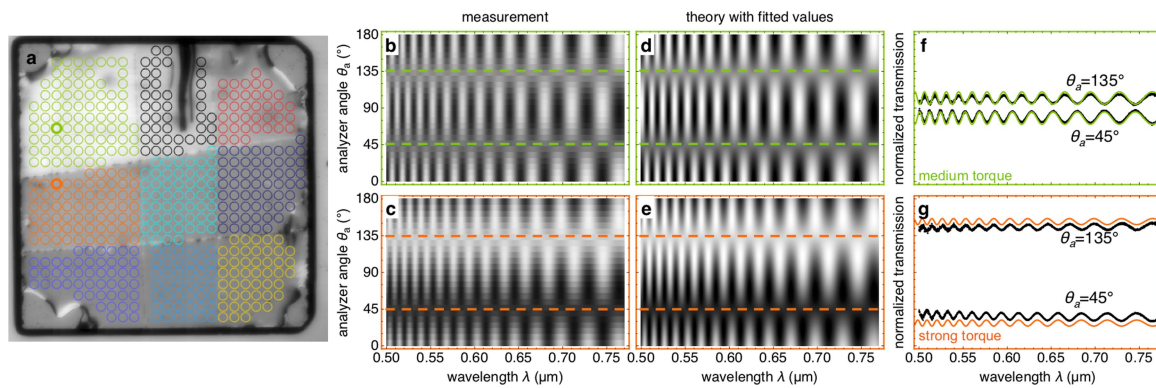 measurement
theory with fitted values
a
b
d
f
180
135
90
45
0
analyzer angle θa (°)
θa=135°
θa=45°
normalized transmission
medium torque
c
e
g
180
135
90
45
0
analyzer angle θa (°)
θa=135°
θa=45°
normalized transmission
strong torque
0.50 0.55 0.60 0.65 0.70 0.75
0.50 0.55 0.60 0.65 0.70 0.75
0.50 0.55 0.60 0.65 0.70 0.75
wavelength λ (μm)
wavelength λ (μm)
wavelength λ (μm)